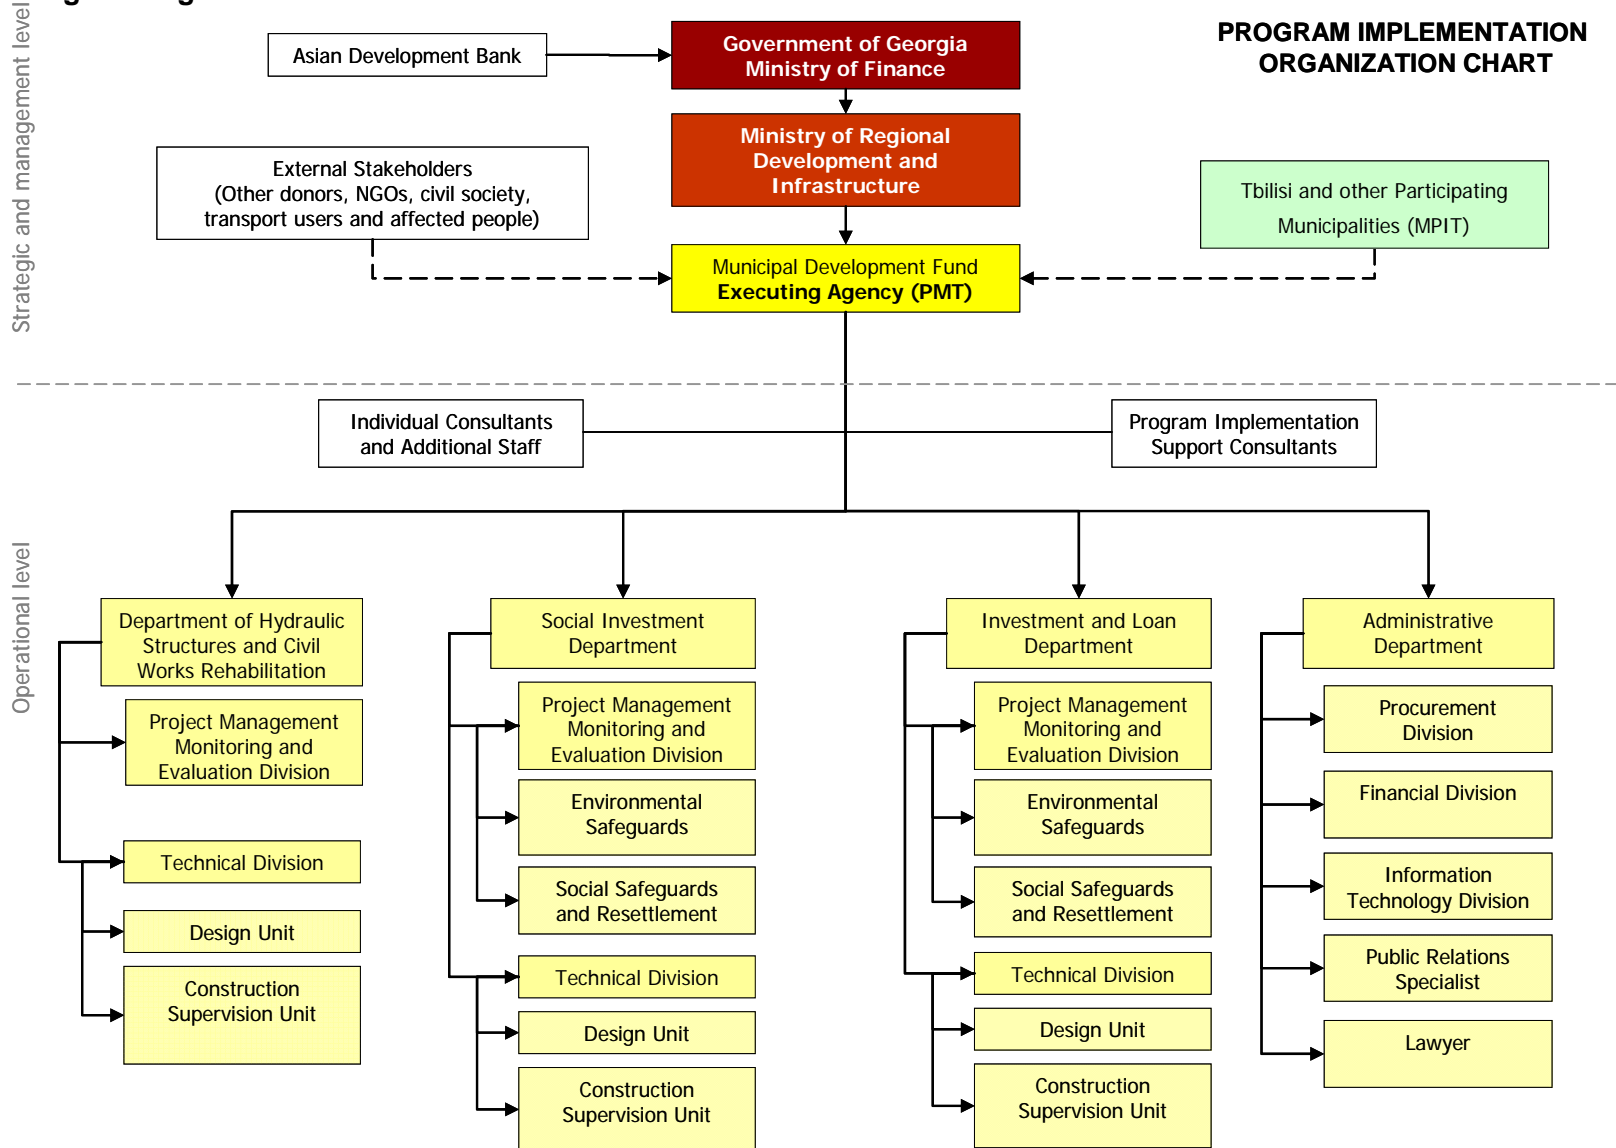 PROGRAM IMPLEMENTATION
ORGANIZATION CHART
Strategic and management level
Asian Development Bank
Government of Georgia
Ministry of Finance
Ministry of Regional
Development and
Infrastructure
External Stakeholders
(Other donors, NGOs, civil society,
transport users and affected people)
Tbilisi and other Participating
Municipalities (MPIT)
Municipal Development Fund
Executing Agency (PMT)
Individual Consultants
and Additional Staff
Program Implementation
Support Consultants
Operational level
Department of Hydraulic
Structures and Civil
Works Rehabilitation
Project Management
Monitoring and
Evaluation Division
Technical Division
Design Unit
Construction
Supervision Unit
Social Investment
Department
Project Management
Monitoring and
Evaluation Division
Environmental
Safeguards
Social Safeguards
and Resettlement
Technical Division
Design Unit
Construction
Supervision Unit
Investment and Loan
Department
Project Management
Monitoring and
Evaluation Division
Environmental
Safeguards
Social Safeguards
and Resettlement
Technical Division
Design Unit
Construction
Supervision Unit
Administrative
Department
Procurement
Division
Financial Division
Information
Technology Division
Public Relations
Specialist
Lawyer